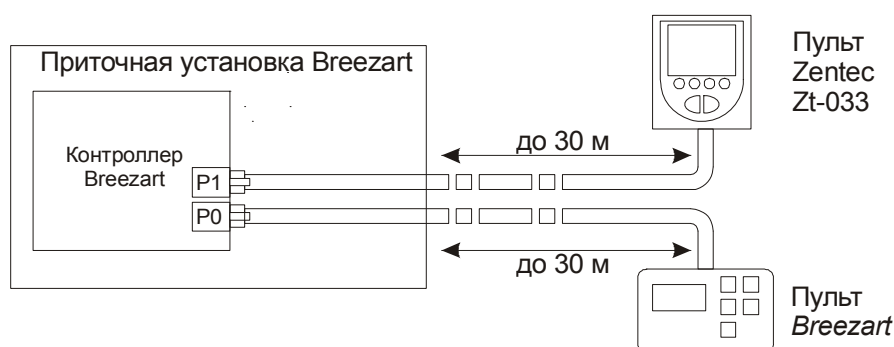 Приточная установка Breezart
Контроллер
Breezart
P1
P0
до 30 м
до 30 м
Пульт
Zentec
Zt-033
Пульт
Breezart